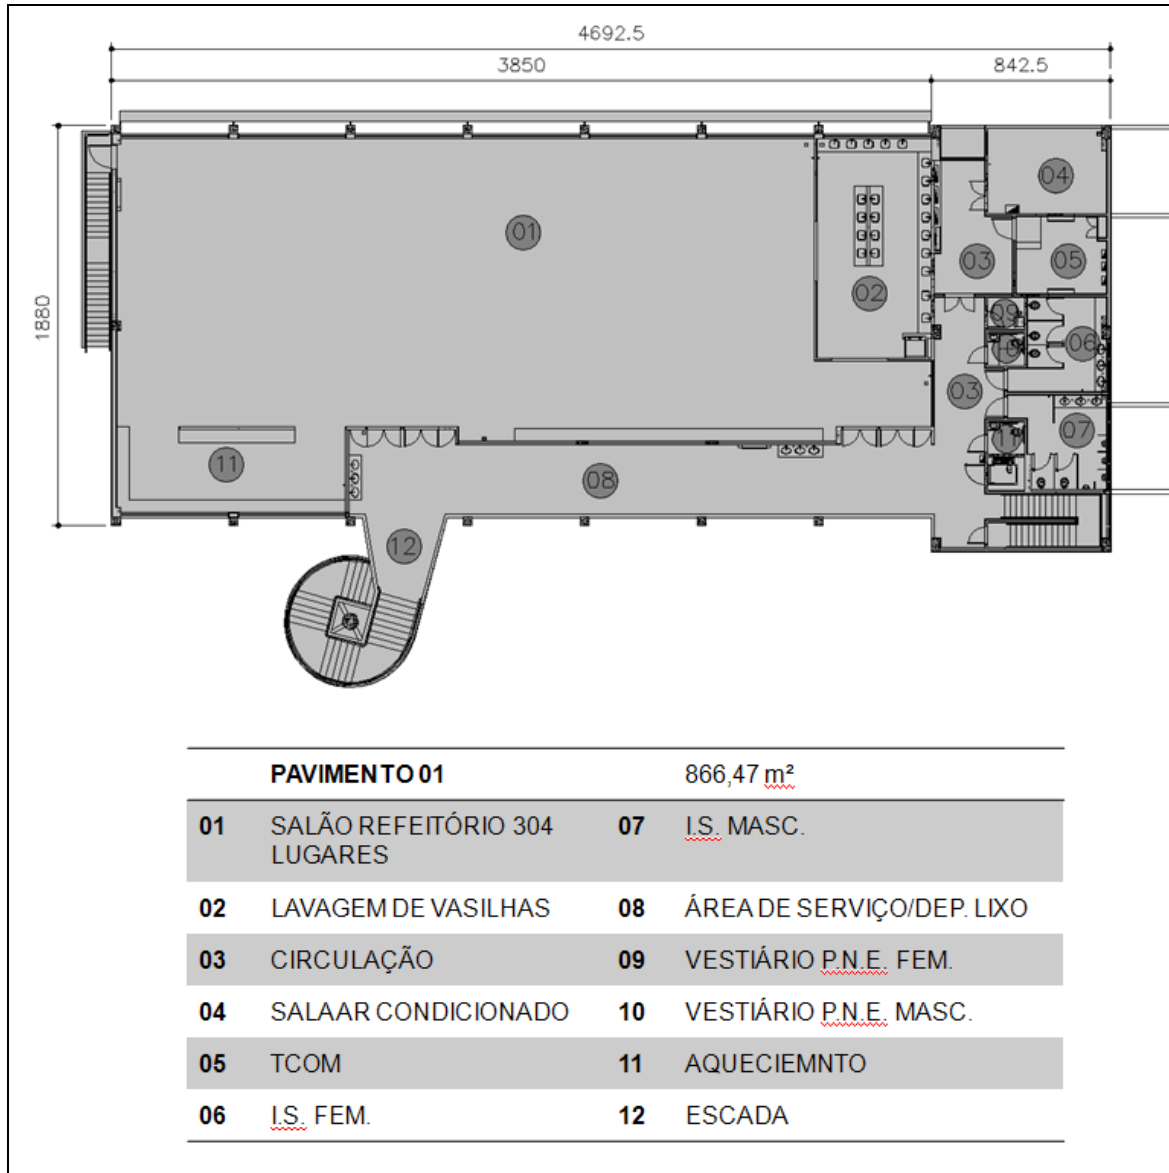 4692.5
3850
842.5
1880
01
02
03
04
05
03
09
10
06
11
07
11
08
12
PAVIMENTO 01 866,47 m²
01 SALÃO REFEITÓRIO 304 07 I.S. MASC.
LUGARES
02 LAVAGEM DE VASILHAS 08 ÁREA DE SERVIÇO/DEP. LIXO
03 CIRCULAÇÃO 09 VESTIÁRIO P.N.E. FEM.
04 SALA AR CONDICIONADO 10 VESTIÁRIO P.N.E. MASC.
05 TCOM 11 AQUECIEMNTO
06 I.S. FEM. 12 ESCADA